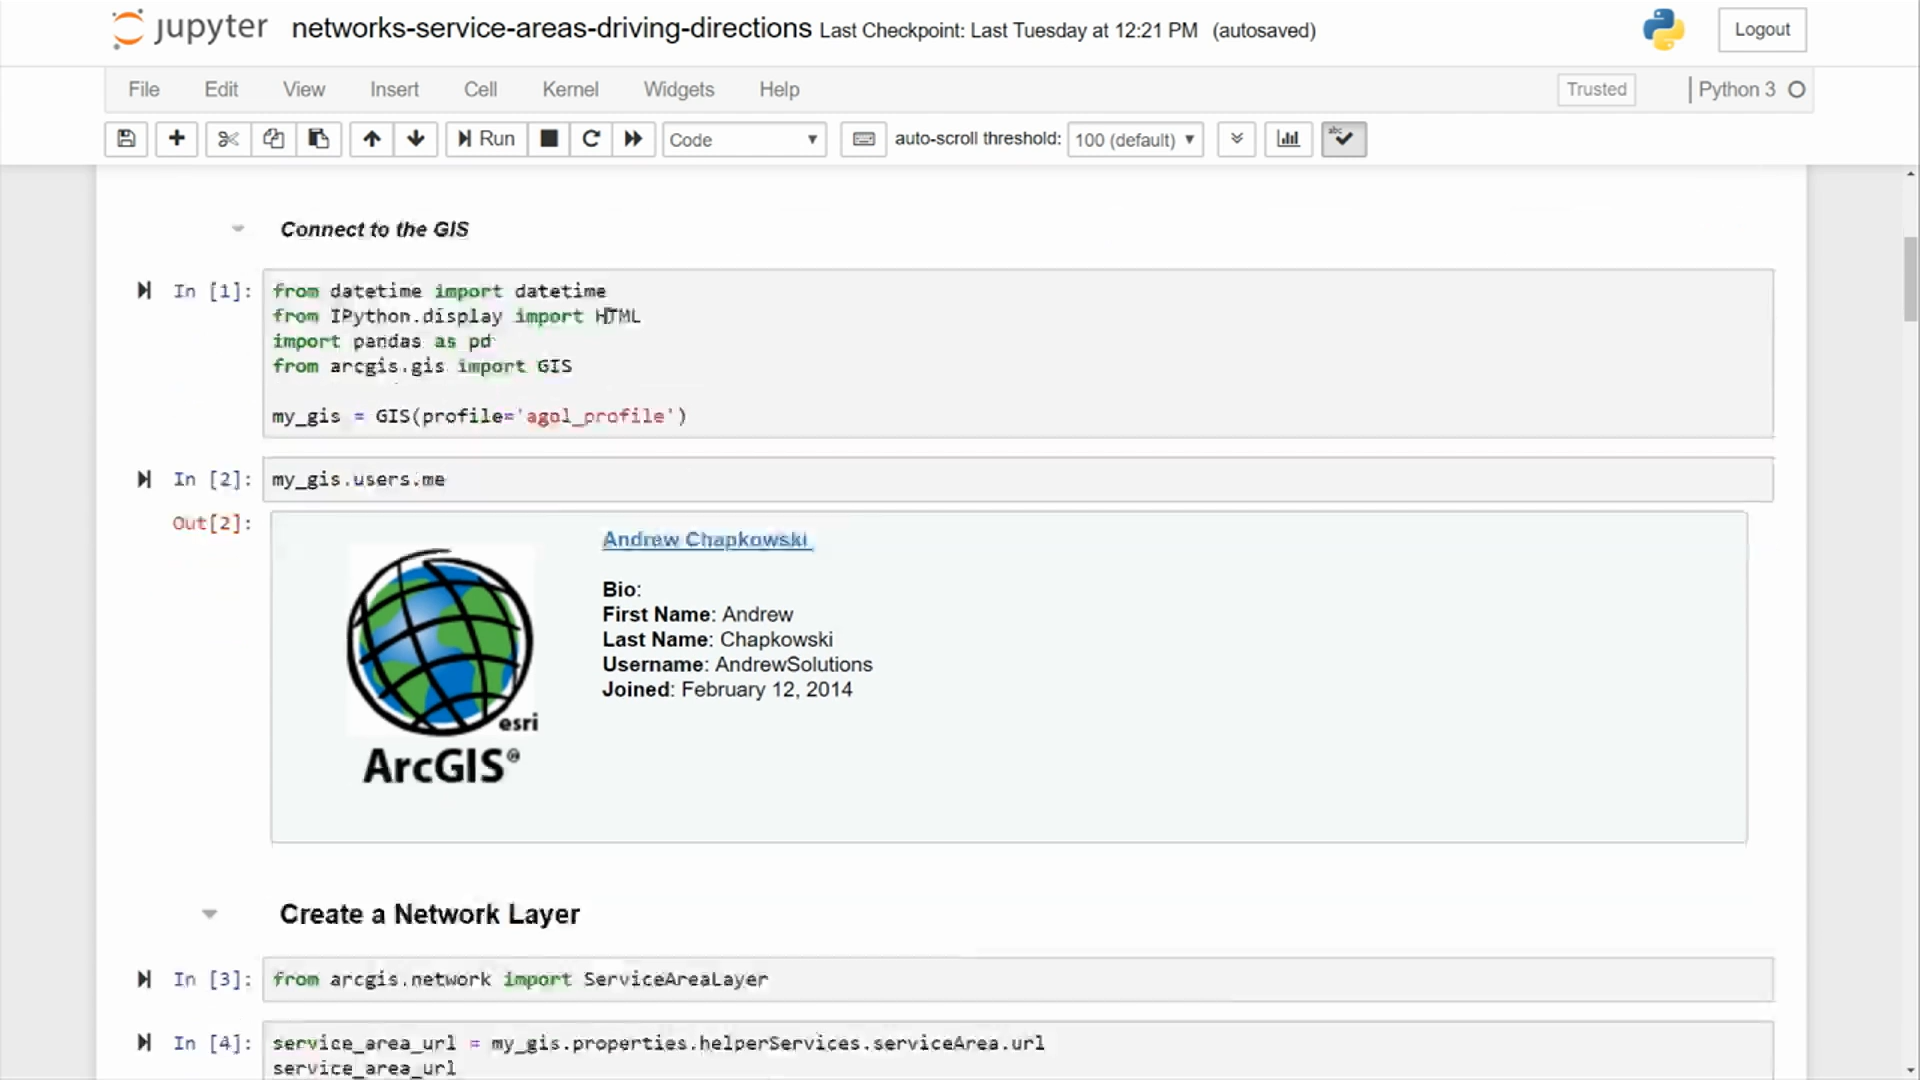 jupyter networks-service-areas-driving-directions Last Checkpoint: Last Tuesday at 12:21 PM (autosaved) Logout
File Edit View Insert Cell Kernel Widgets Help Trusted Python 3
Run Code auto-scroll threshold: 100 (default) abc
Connect to the GIS
In [1]: from datetime import datetime
from IPython.display import HTML
import pandas as pd
from arcgis.gis import GIS
my_gis = GIS(profile='agol_profile')
In [2]: my_gis.users.me
Out[2]: Andrew Chapkowski
Bio:
First Name: Andrew
Last Name: Chapkowski
Username: AndrewSolutions
Joined: February 12, 2014
esri
ArcGIS®
Create a Network Layer
In [3]: from arcgis.network import ServiceAreaLayer
In [4]: service_area_url = my_gis.properties.helperServices.serviceArea.url
service_area_url